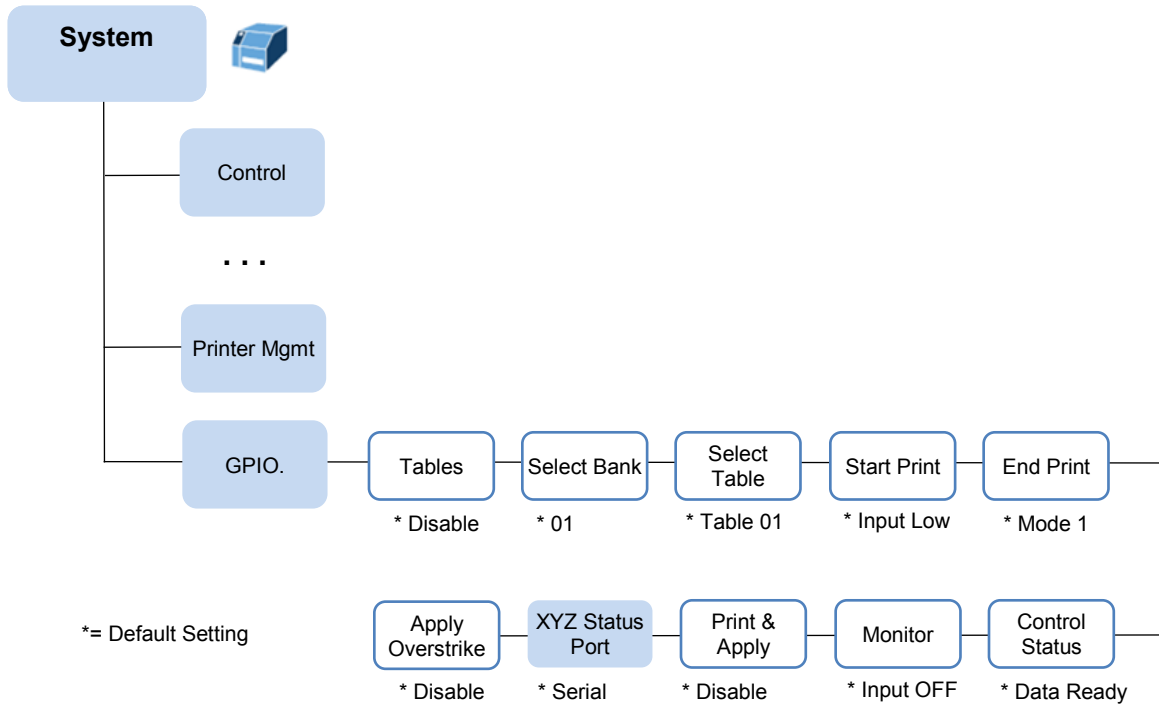 System
Control
. . .
Printer Mgmt
GPIO.
Tables
Select Bank
Select
Table
Start Print
End Print
* Disable
* 01
* Table 01
* Input Low
* Mode 1
*= Default Setting
Apply
Overstrike
XYZ Status
Port
Print &
Apply
Monitor
Control
Status
* Disable
* Serial
* Disable
* Input OFF
* Data Ready